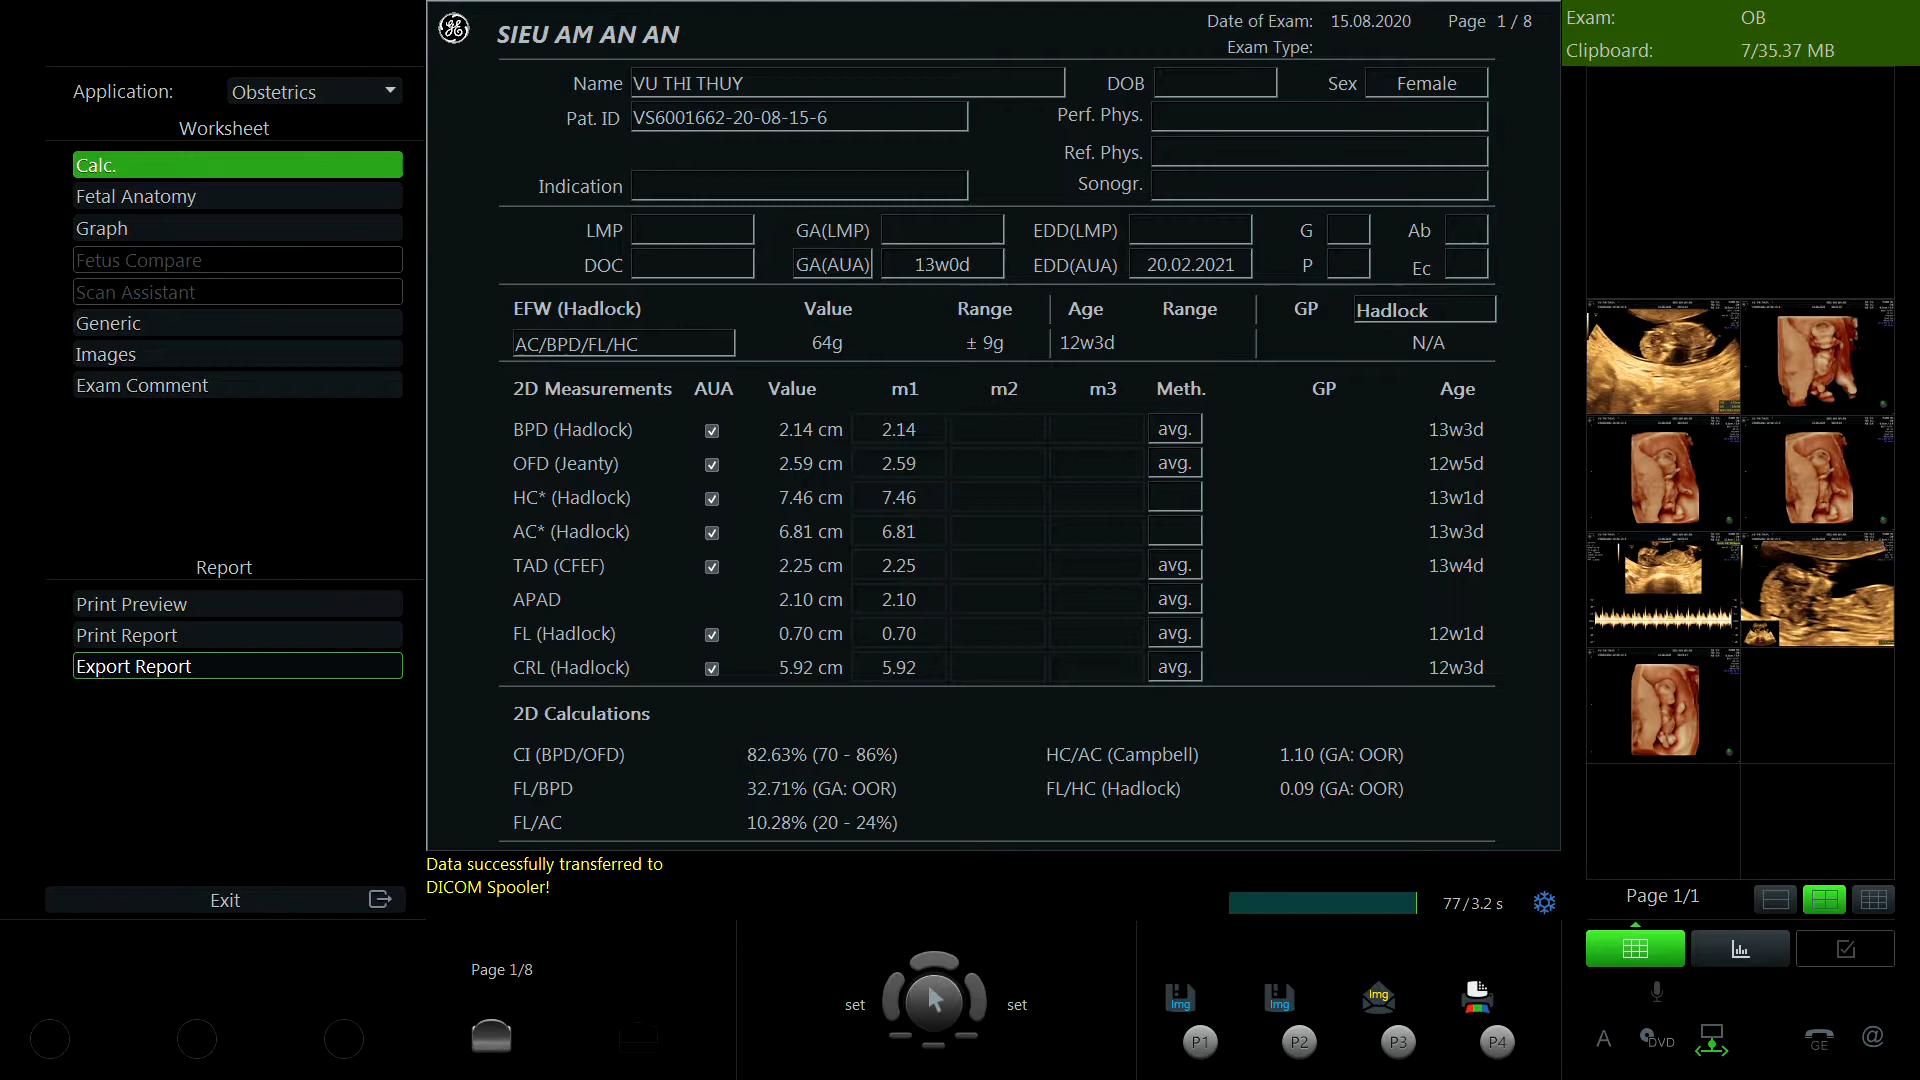 SIEU AM AN AN
Date of Exam: 15.08.2020 Page 1 / 8
Exam Type:
Exam: OB
Clipboard: 7/35.37 MB
Application: Obstetrics
Worksheet
Calc.
Fetal Anatomy
Graph
Fetus Compare
Scan Assistant
Generic
Images
Exam Comment
Report
Print Preview
Print Report
Export Report
Exit
Name VU THI THUY DOB Sex Female
Pat. ID VS6001662-20-08-15-6 Perf. Phys.
Ref. Phys.
Indication Sonogr.
LMP GA(LMP) EDD(LMP) G Ab
DOC GA(AUA) 13w0d EDD(AUA) 20.02.2021 P Ec
EFW (Hadlock) Value Range Age Range GP Hadlock
AC/BPD/FL/HC 64g ± 9g 12w3d N/A
2D Measurements AUA Value m1 m2 m3 Meth. GP Age
BPD (Hadlock) 2.14 cm 2.14 avg. 13w3d
OFD (Jeanty) 2.59 cm 2.59 avg. 12w5d
HC* (Hadlock) 7.46 cm 7.46 13w1d
AC* (Hadlock) 6.81 cm 6.81 13w3d
TAD (CFEF) 2.25 cm 2.25 avg. 13w4d
APAD 2.10 cm 2.10 avg.
FL (Hadlock) 0.70 cm 0.70 avg. 12w1d
CRL (Hadlock) 5.92 cm 5.92 avg. 12w3d
2D Calculations
CI (BPD/OFD) 82.63% (70 - 86%) HC/AC (Campbell) 1.10 (GA: OOR)
FL/BPD 32.71% (GA: OOR) FL/HC (Hadlock) 0.09 (GA: OOR)
FL/AC 10.28% (20 - 24%)
Data successfully transferred to
DICOM Spooler!
77/3.2 s
Page 1/1
Page 1/8
set set
Img Img Img
P1 P2 P3 P4
A DVD GE @